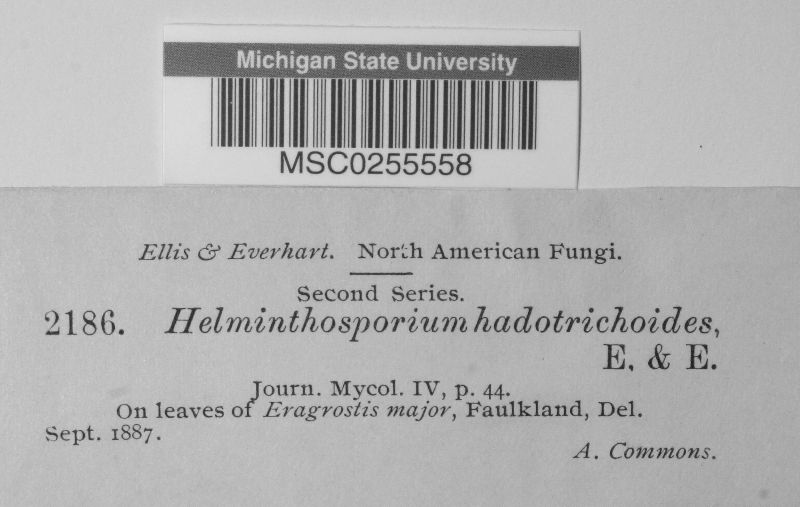 Michigan State University
MSC0255558
Ellis & Everhart. North American Fungi.
Second Series.
2186. Helminthosporium hadotrichoides,
E. & E.
Journ. Mycol. IV, p. 44.
On leaves of Eragrostis major, Faulkland, Del.
Sept. 1887.
A. Commons.